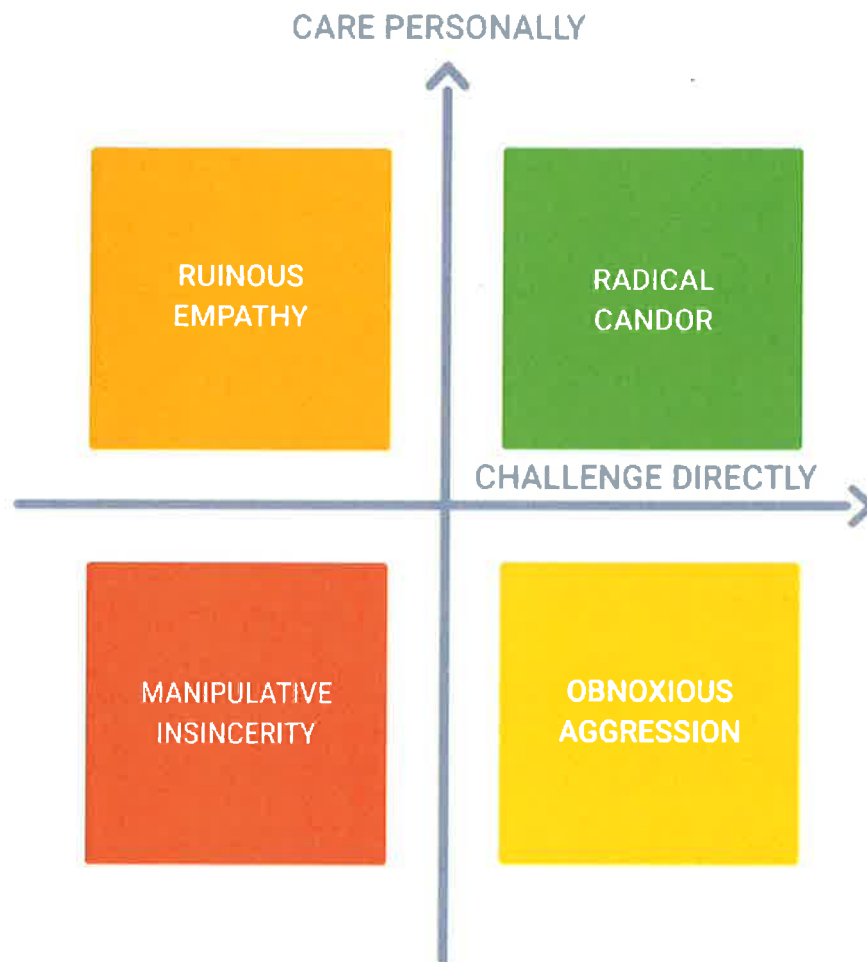 CARE PERSONALLY
RUINOUS
EMPATHY
RADICAL
CANDOR
CHALLENGE DIRECTLY
MANIPULATIVE
INSINCERITY
OBNOXIOUS
AGGRESSION